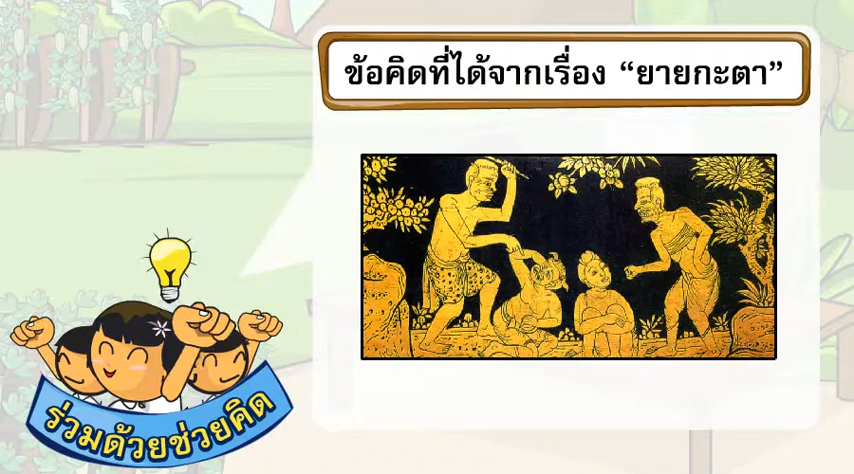 ข้อคิดที่ได้จากเรื่อง “ยายกะตา”
ร่วมด้วยช่วยคิด